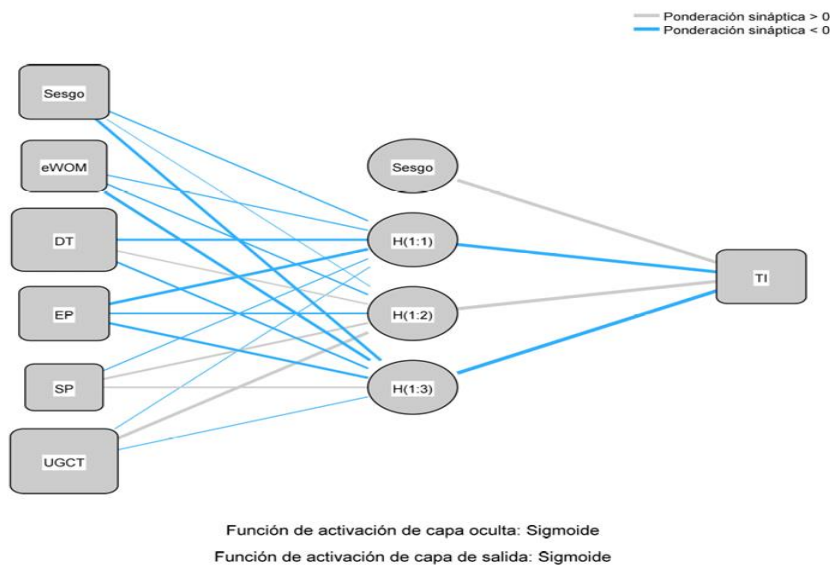 Ponderación sináptica > 0
Ponderación sináptica < 0
Sesgo
eWOM
DT
EP
SP
UGCT
Sesgo
H(1:1)
H(1:2)
H(1:3)
TI
Función de activación de capa oculta: Sigmoide
Función de activación de capa de salida: Sigmoide